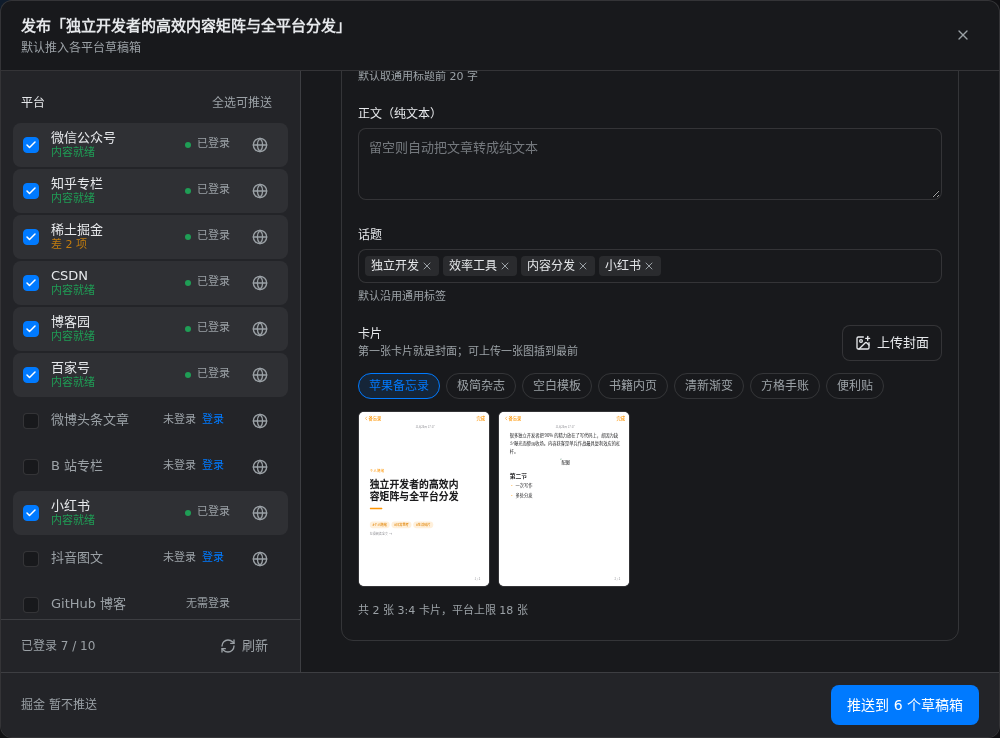 发布「独立开发者的高效内容矩阵与全平台分发」
默认推入各平台草稿箱
平台
全选可推送
微信公众号
内容就绪
已登录
知乎专栏
内容就绪
已登录
稀土掘金
差 2 项
已登录
CSDN
内容就绪
已登录
博客园
内容就绪
已登录
百家号
内容就绪
已登录
微博头条文章
未登录 登录
B 站专栏
未登录 登录
小红书
内容就绪
已登录
抖音图文
未登录 登录
GitHub 博客
无需登录
已登录 7 / 10
刷新
默认取通用标题前 20 字
正文（纯文本）
留空则自动把文章转成纯文本
话题
独立开发 效率工具 内容分发 小红书
默认沿用通用标签
卡片
第一张卡片就是封面；可上传一张图插到最前
上传封面
苹果备忘录 极简杂志 空白模板 书籍内页 清新渐变 方格手账 便利贴
独立开发者的高效内
容矩阵与全平台分发
配图
第二节
一次写作
多处分发
共 2 张 3:4 卡片，平台上限 18 张
掘金 暂不推送
推送到 6 个草稿箱